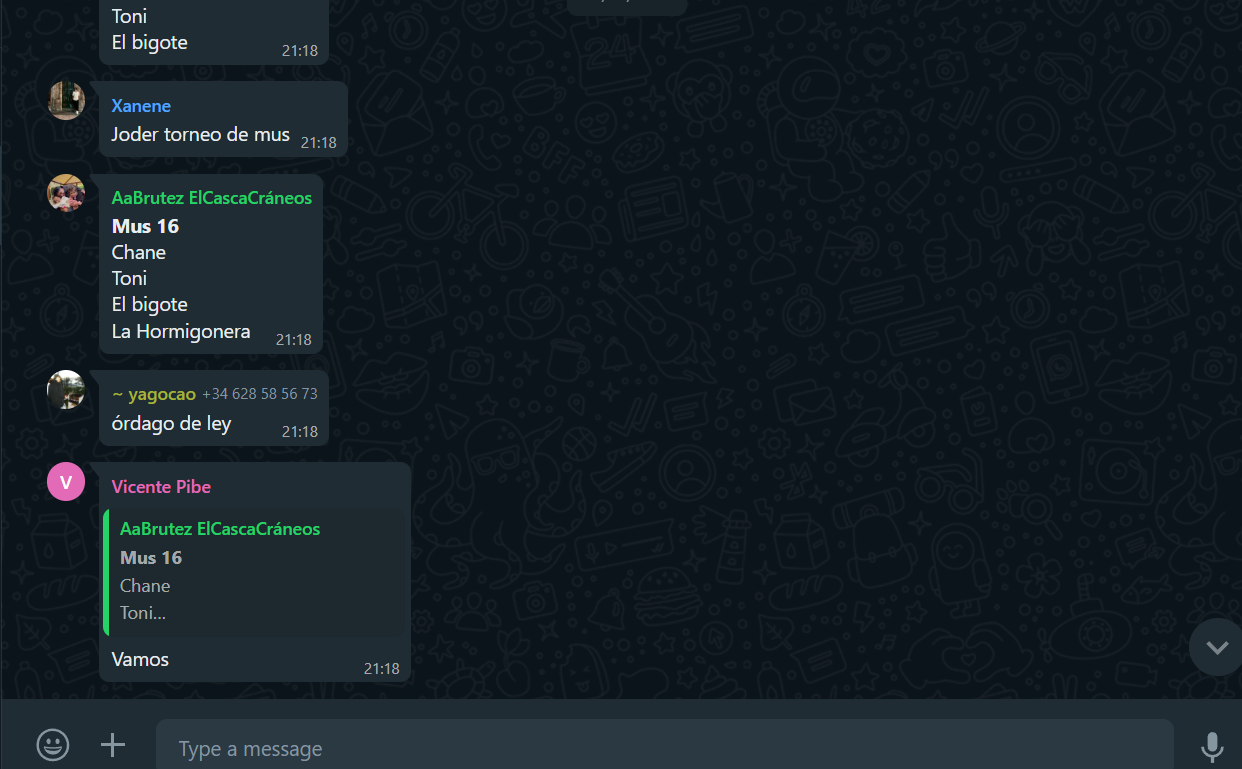 Toni
El bigote
21:18
Xanene
Joder torneo de mus
21:18
AaBrutez ElCascaCráneos
Mus 16
Chane
Toni
El bigote
La Hormigonera
21:18
~ yagocao +34 628 58 56 73
órdago de ley
21:18
V
Vicente Pibe
AaBrutez ElCascaCráneos
Mus 16
Chane
Toni...
Vamos
21:18
Type a message